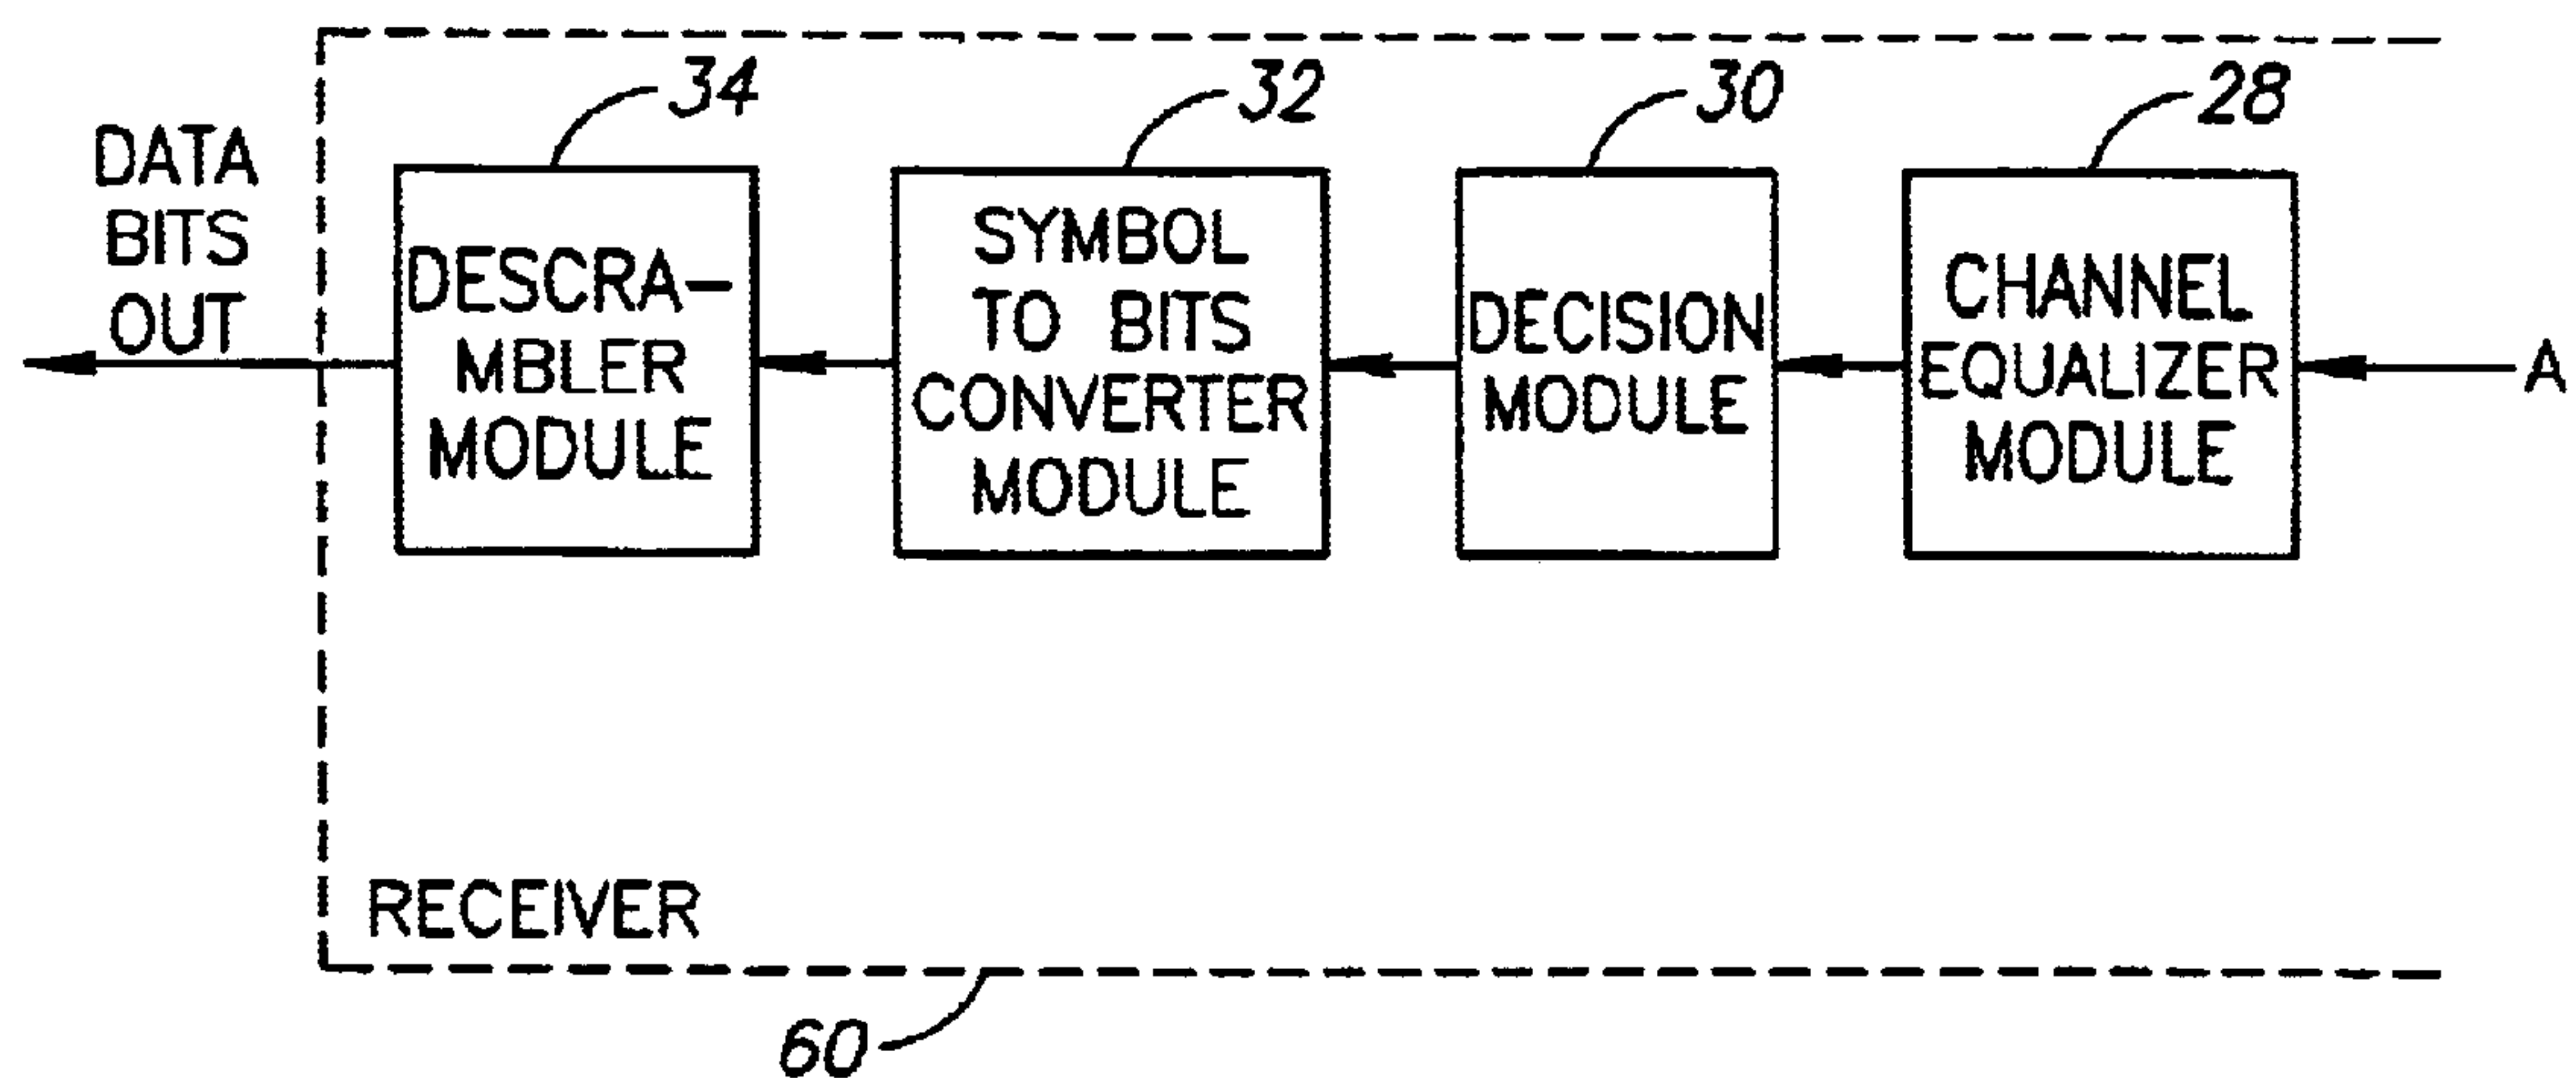 34
32
30
28
DATA
BITS
OUT
DESCRA-
MBLER
MODULE
SYMBOL
TO BITS
CONVERTER
MODULE
DECISION
MODULE
CHANNEL
EQUALIZER
MODULE
A
RECEIVER
60